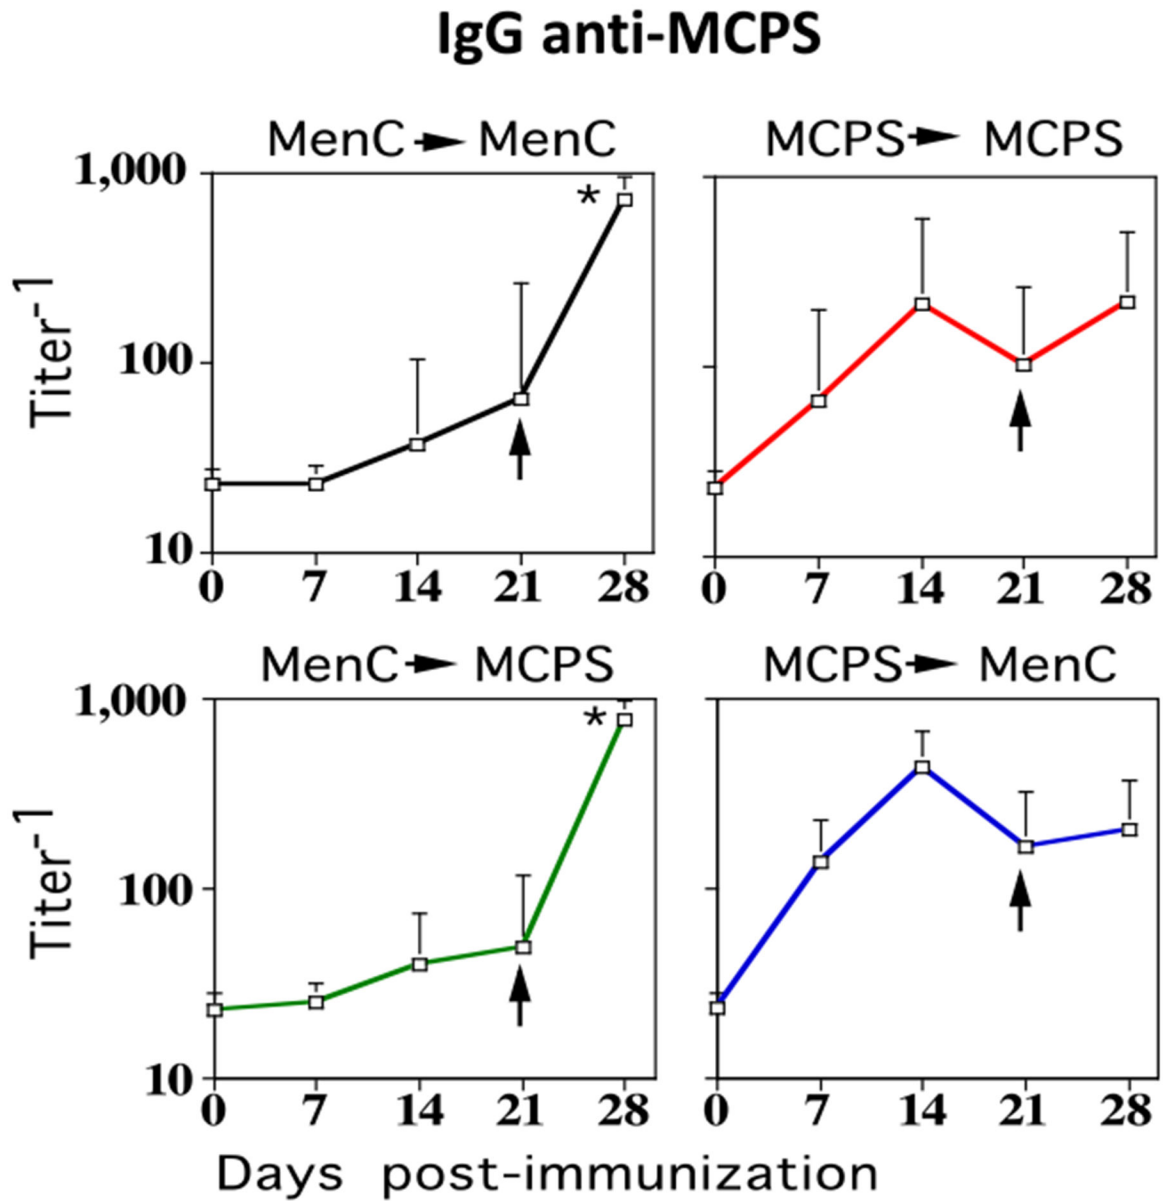 IgG anti-MCPS
MenC → MenC
MCPS → MCPS
1,000
*
Titer-1
100
10
0 7 14 21 28
0 7 14 21 28
MenC → MCPS
MCPS → MenC
1,000
*
Titer-1
100
10
0 7 14 21 28
0 7 14 21 28
Days post-immunization